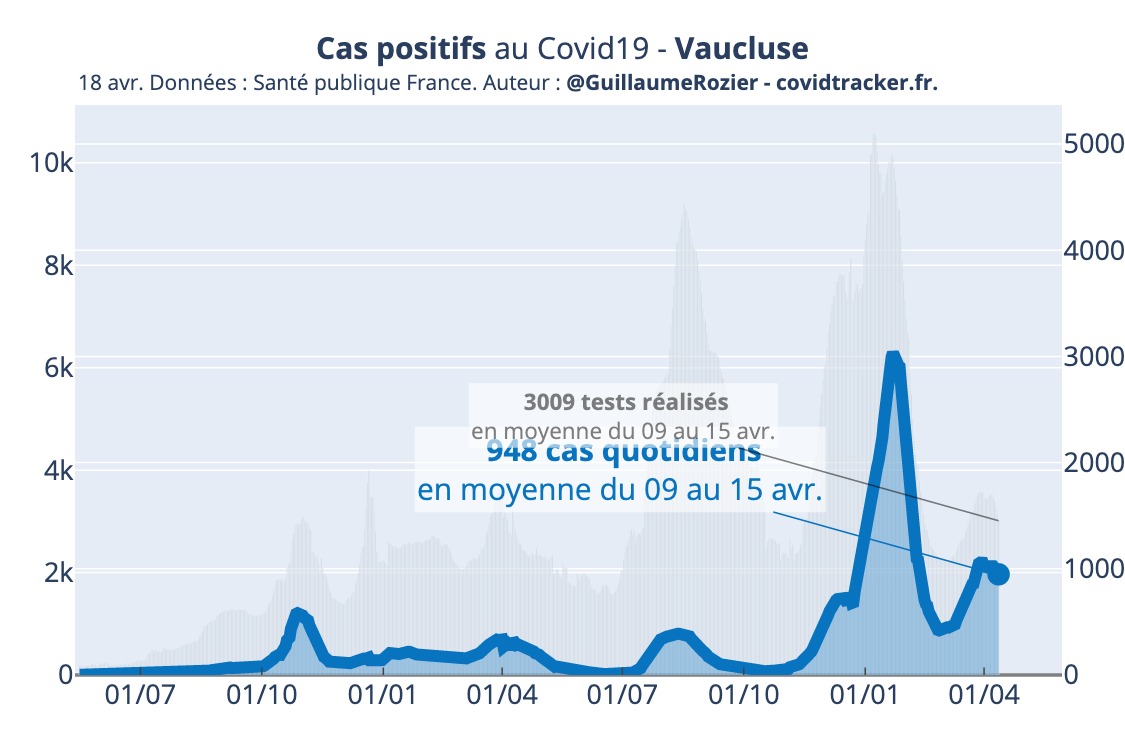 Cas positifs au Covid19 - Vaucluse
18 avr. Données : Santé publique France. Auteur : @GuillaumeRozier - covidtracker.fr.
10k
8k
6k
4k
2k
0
5000
4000
3000
2000
1000
0
3009 tests réalisés
en moyenne du 09 au 15 avr.
948 cas quotidiens
en moyenne du 09 au 15 avr.
01/07 01/10 01/01 01/04 01/07 01/10 01/01 01/04